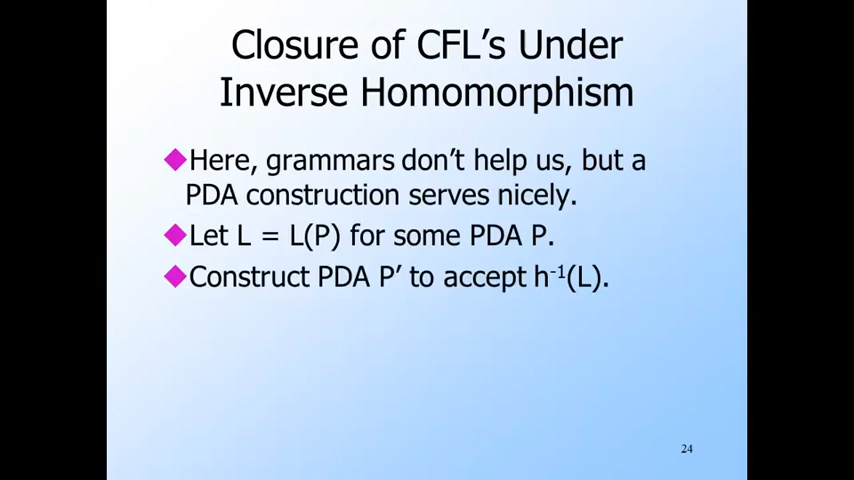 Closure of CFL’s Under
Inverse Homomorphism
◆Here, grammars don’t help us, but a
PDA construction serves nicely.
◆Let L = L(P) for some PDA P.
◆Construct PDA P’ to accept h⁻¹(L).
24